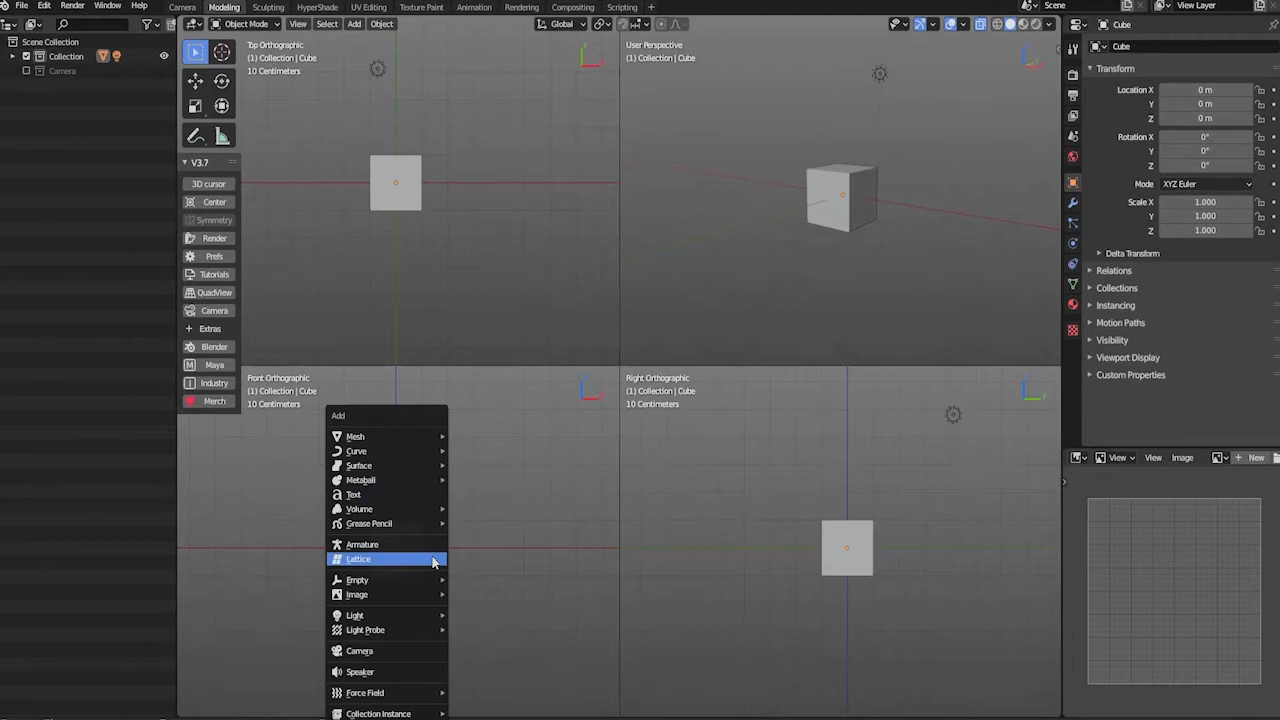 File Edit Render Window Help
Camera Modeling Sculpting HyperShade UV Editing Texture Paint Animation Rendering Compositing Scripting +
Scene
View Layer
Object Mode View Select Add Object
Global
Cube
Scene Collection
Collection
Camera
V3.7
3D cursor
Center
Symmetry
Render
Prefs
Tutorials
QuadView
Camera
Extras
Blender
Maya
Industry
Merch
Top Orthographic
(1) Collection | Cube
10 Centimeters
User Perspective
(1) Collection | Cube
Front Orthographic
(1) Collection | Cube
10 Centimeters
Right Orthographic
(1) Collection | Cube
10 Centimeters
Add
Mesh
Curve
Surface
Metaball
Text
Volume
Grease Pencil
Armature
Lattice
Empty
Image
Light
Light Probe
Camera
Speaker
Force Field
Collection Instance
Cube
Transform
Location X 0 m
Y 0 m
Z 0 m
Rotation X 0°
Y 0°
Z 0°
Mode XYZ Euler
Scale X 1.000
Y 1.000
Z 1.000
Delta Transform
Relations
Collections
Instancing
Motion Paths
Visibility
Viewport Display
Custom Properties
View View Image + New